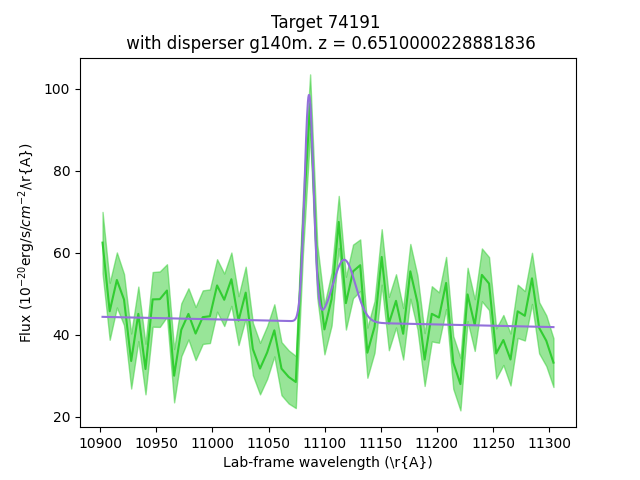 Target 74191
with disperser g140m. z = 0.6510000228881836
100
80
60
40
20
Flux (10⁻²⁰erg/s/cm⁻²/\r{A})
10900 10950 11000 11050 11100 11150 11200 11250 11300
Lab-frame wavelength (\r{A})